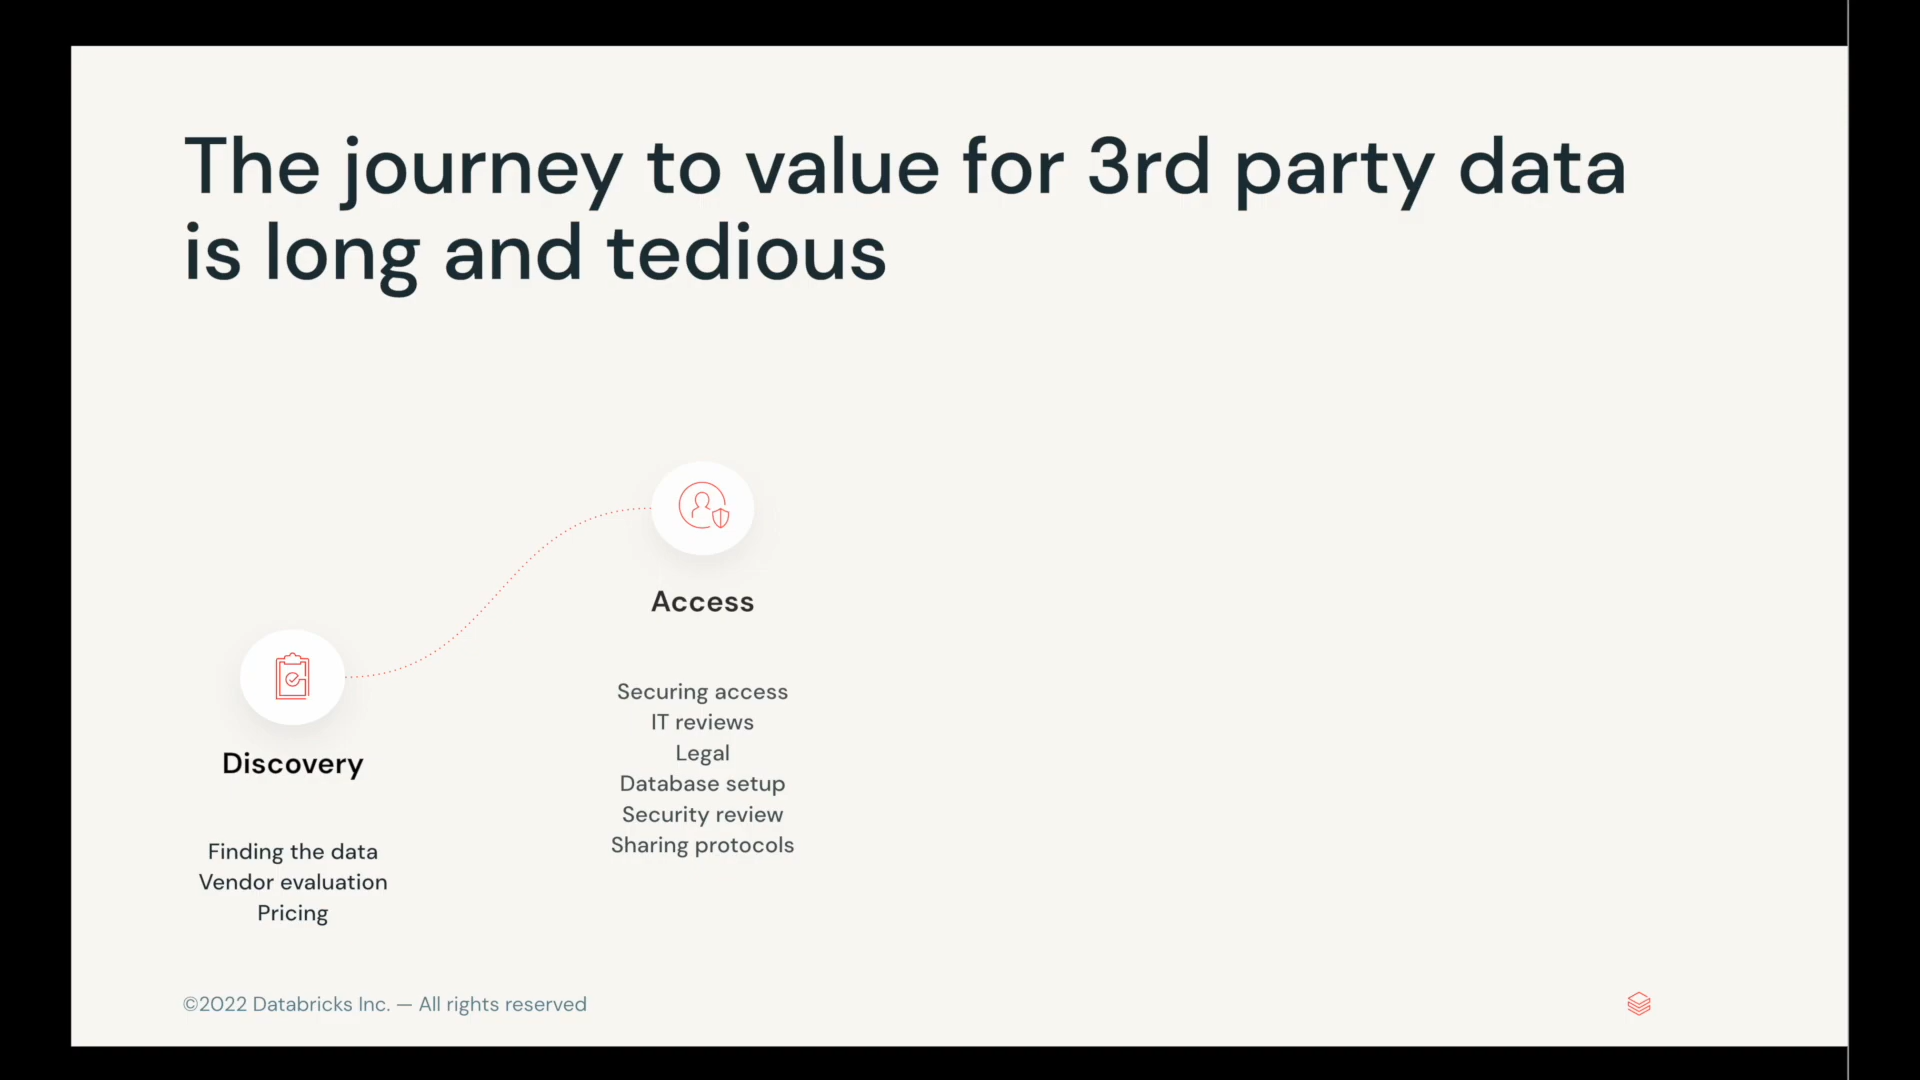 The journey to value for 3rd party data
is long and tedious
Discovery
Finding the data
Vendor evaluation
Pricing
Access
Securing access
IT reviews
Legal
Database setup
Security review
Sharing protocols
©2022 Databricks Inc. — All rights reserved